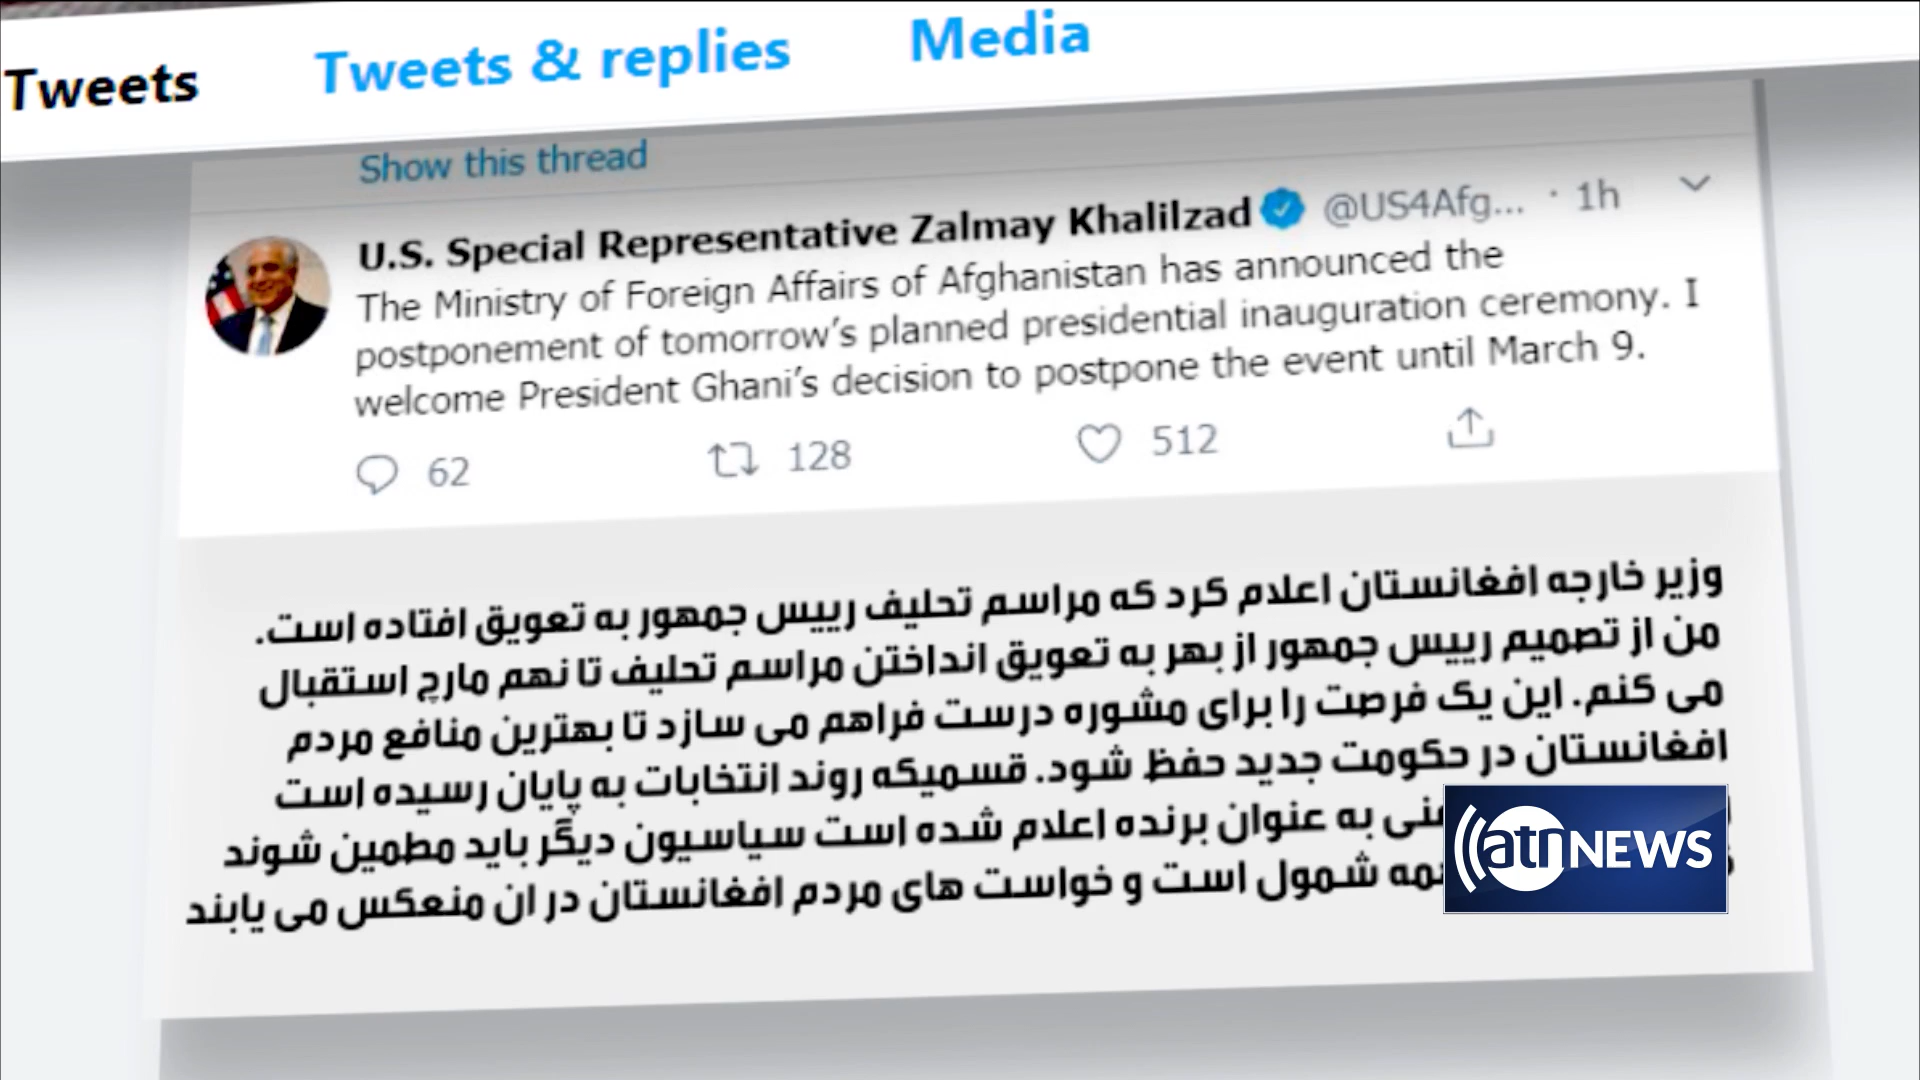 Tweets Tweets & replies Media
Show this thread
U.S. Special Representative Zalmay Khalilzad @US4Afg... · 1h
The Ministry of Foreign Affairs of Afghanistan has announced the
postponement of tomorrow's planned presidential inauguration ceremony. I
welcome President Ghani's decision to postpone the event until March 9.
62 128 512
وزیر خارجه افغانستان اعلام کرد که مراسم تحلیف رییس جمهور به تعویق افتاده است.
من از تصمیم رییس جمهور از بهر به تعویق انداختن مراسم تحلیف تا نهم مارچ استقبال
می کنم. این یک فرصت را برای مشوره درست فراهم می سازد تا بهترین منافع مردم
افغانستان در حکومت جدید حفظ شود. قسمیکه روند انتخابات به پایان رسیده است
به عنوان برنده اعلام شده است سیاسیون دیگر باید مطمین شوند
شمول است و خواست های مردم افغانستان در ان منعکس می یابند
atn NEWS